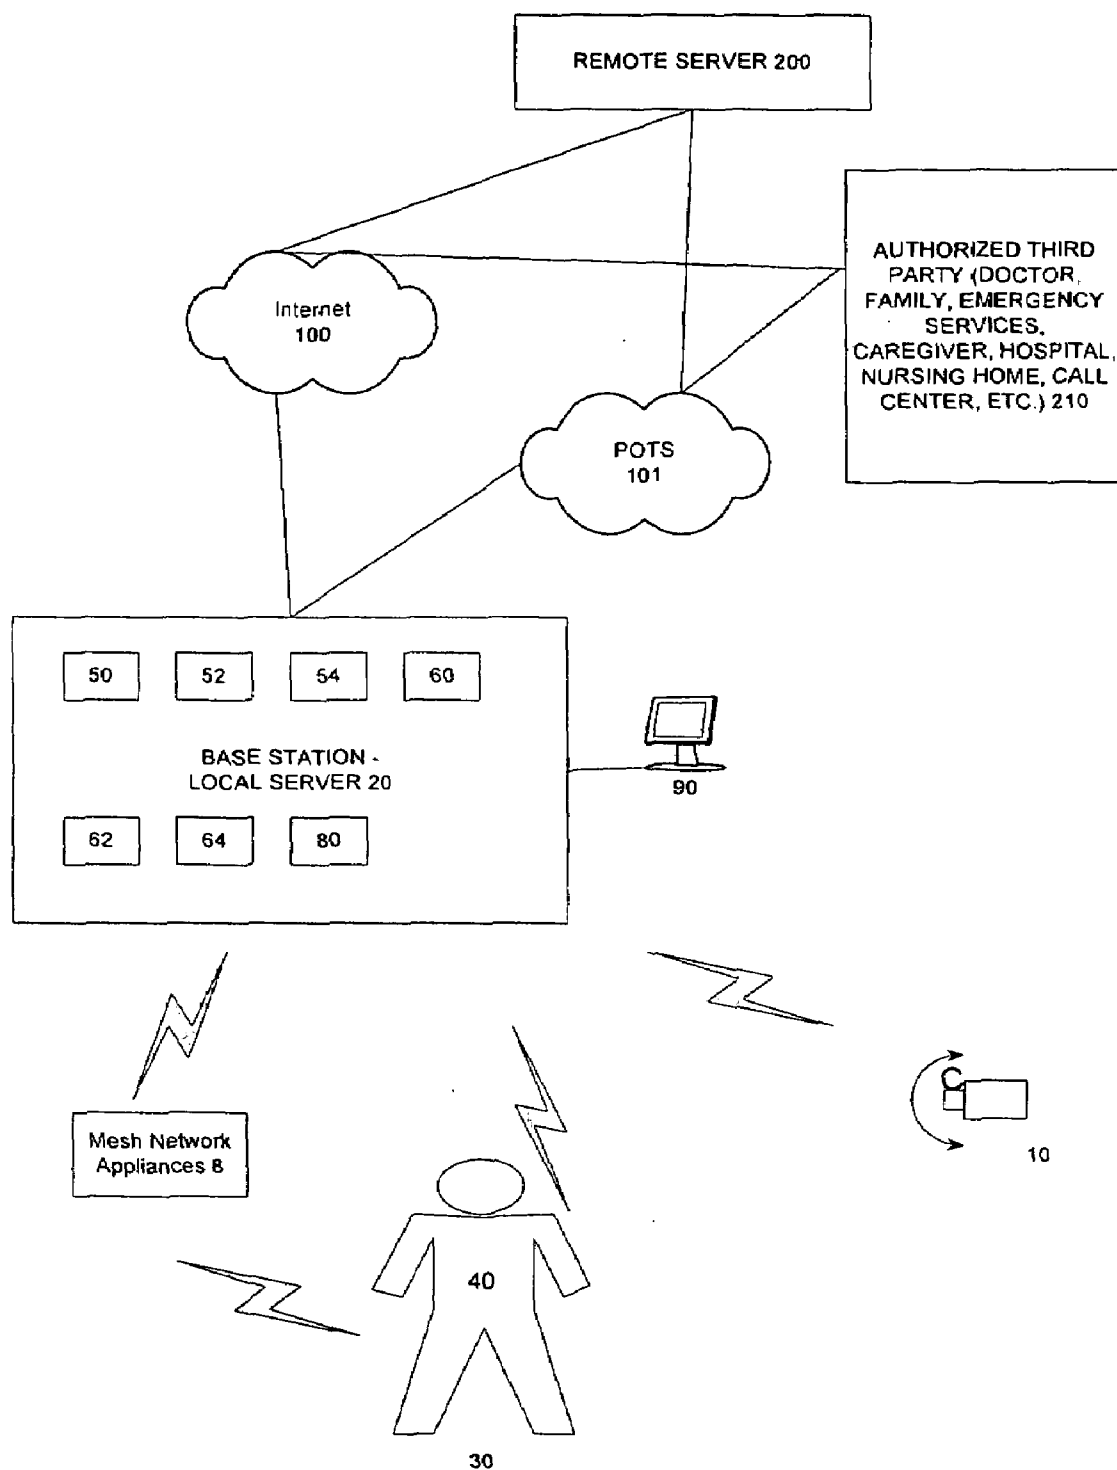 REMOTE SERVER 200
AUTHORIZED THIRD
PARTY (DOCTOR,
FAMILY, EMERGENCY
SERVICES,
CAREGIVER, HOSPITAL,
NURSING HOME, CALL
CENTER, ETC.) 210
Internet
100
POTS
101
50 52 54 60
BASE STATION -
LOCAL SERVER 20
90
62 64 80
Mesh Network
Appliances 8
10
40
30